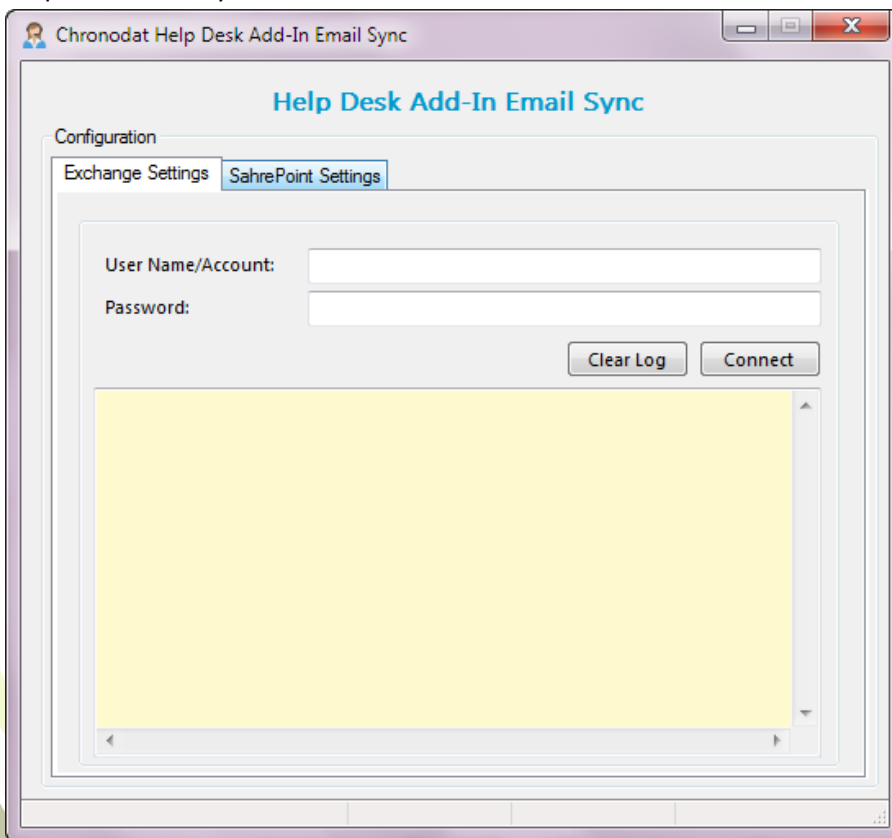 Chronodat Help Desk Add-In Email Sync
Help Desk Add-In Email Sync
Configuration
Exchange Settings SahrePoint Settings
User Name/Account:
Password:
Clear Log Connect